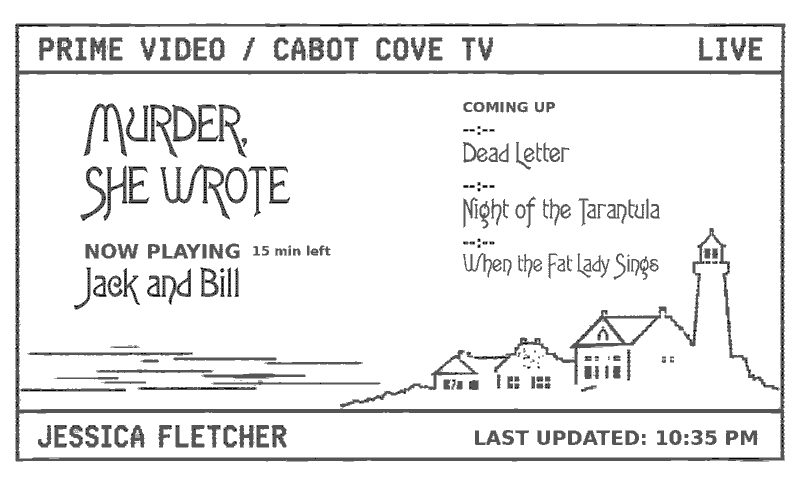 PRIME VIDEO / CABOT COVE TV
LIVE
MURDER,
SHE WROTE
NOW PLAYING 15 min left
Jack and Bill
COMING UP
--:--
Dead Letter
--:--
Night of the Tarantula
--:--
When the Fat Lady Sings
JESSICA FLETCHER
LAST UPDATED: 10:35 PM